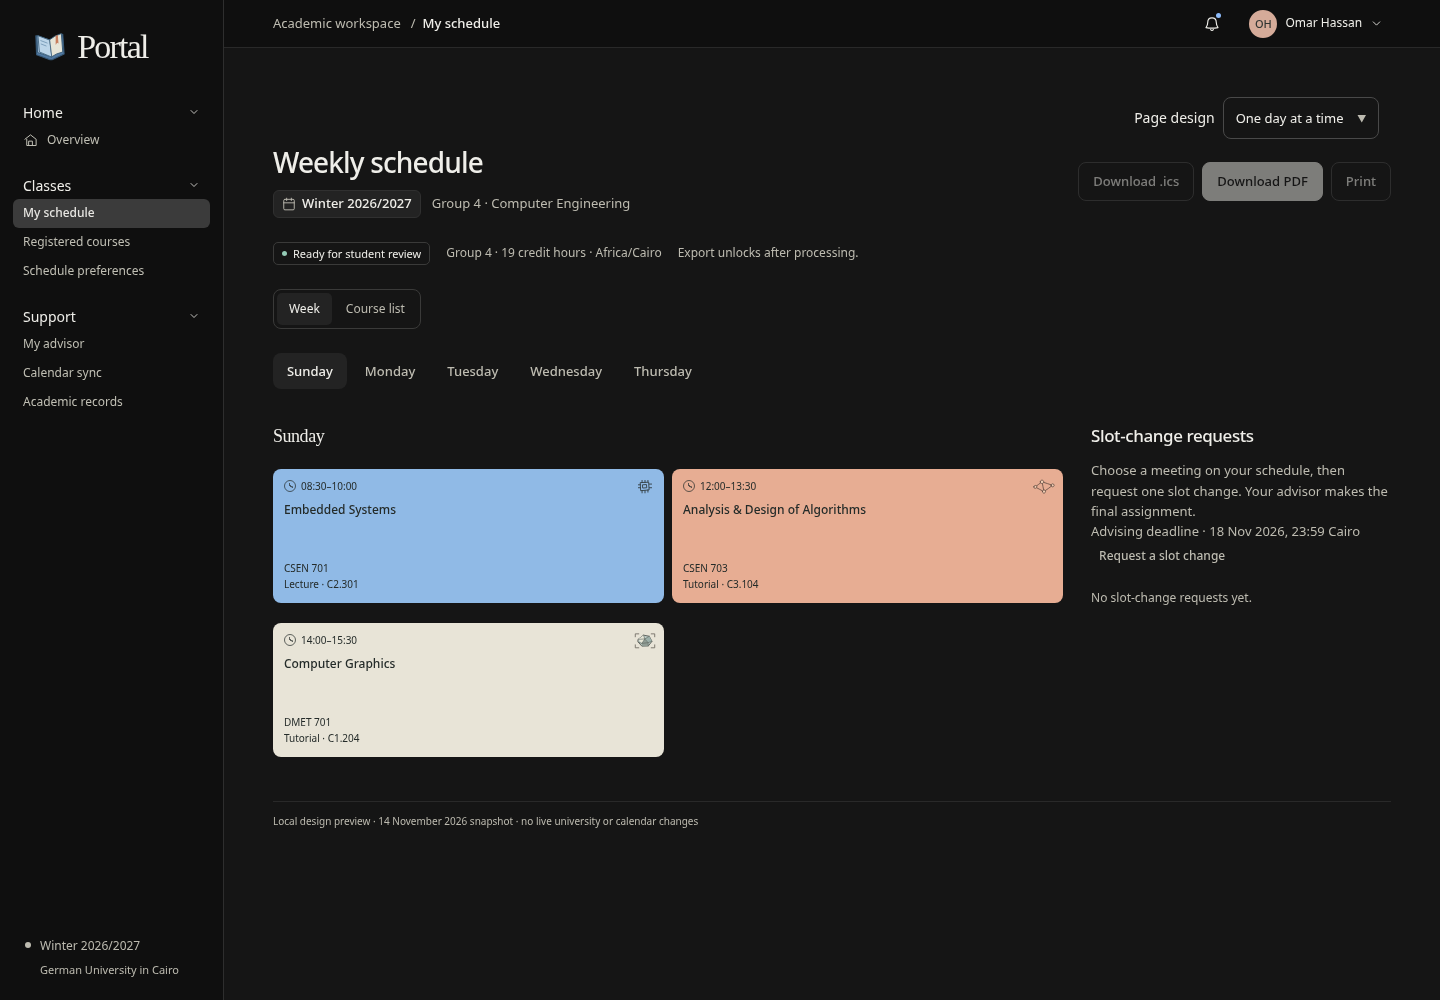 Portal
Home
Overview
Classes
My schedule
Registered courses
Schedule preferences
Support
My advisor
Calendar sync
Academic records
Winter 2026/2027
German University in Cairo
Academic workspace / My schedule
OH Omar Hassan
Page design One day at a time
Weekly schedule
Download .ics Download PDF Print
Winter 2026/2027 Group 4 · Computer Engineering
Ready for student review Group 4 · 19 credit hours · Africa/Cairo Export unlocks after processing.
Week Course list
Sunday Monday Tuesday Wednesday Thursday
Sunday
08:30–10:00
Embedded Systems
CSEN 701
Lecture · C2.301
12:00–13:30
Analysis & Design of Algorithms
CSEN 703
Tutorial · C3.104
14:00–15:30
Computer Graphics
DMET 701
Tutorial · C1.204
Slot-change requests
Choose a meeting on your schedule, then
request one slot change. Your advisor makes the
final assignment.
Advising deadline · 18 Nov 2026, 23:59 Cairo
Request a slot change
No slot-change requests yet.
Local design preview · 14 November 2026 snapshot · no live university or calendar changes